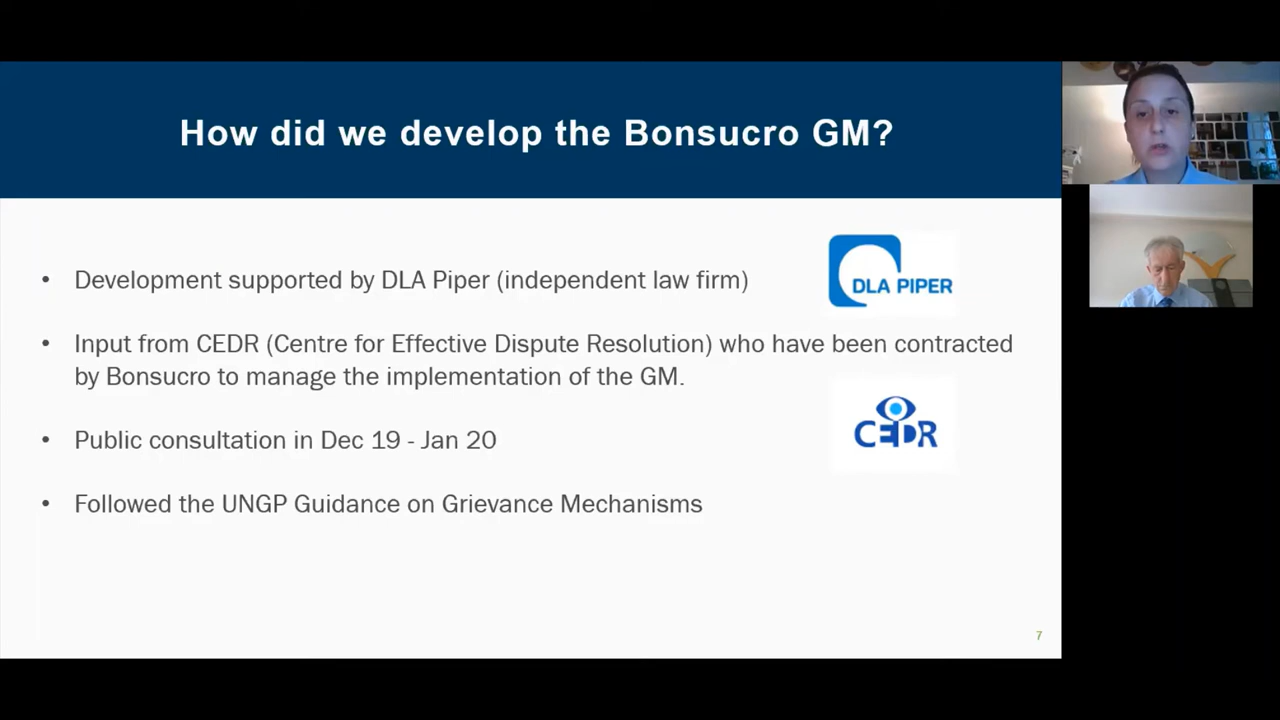 How did we develop the Bonsucro GM?
• Development supported by DLA Piper (independent law firm)
DLA PIPER
• Input from CEDR (Centre for Effective Dispute Resolution) who have been contracted
by Bonsucro to manage the implementation of the GM.
CEDR
• Public consultation in Dec 19 - Jan 20
• Followed the UNGP Guidance on Grievance Mechanisms
7